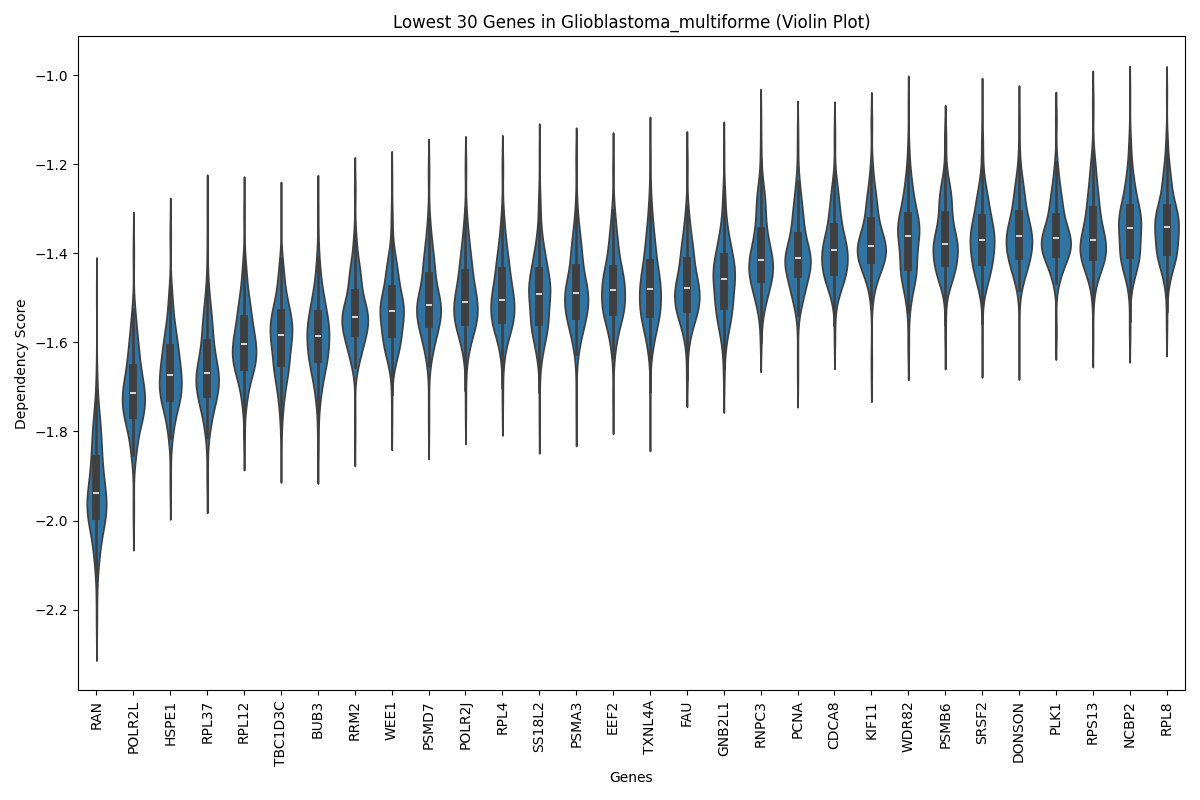 Lowest 30 Genes in Glioblastoma_multiforme (Violin Plot)
Dependency Score
−1.0
−1.2
−1.4
−1.6
−1.8
−2.0
−2.2
RAN
POLR2L
HSPE1
RPL37
RPL12
TBC1D3C
BUB3
RRM2
WEE1
PSMD7
POLR2J
RPL4
SS18L2
PSMA3
EEF2
TXNL4A
FAU
GNB2L1
RNPC3
PCNA
CDCA8
KIF11
WDR82
PSMB6
SRSF2
DONSON
PLK1
RPS13
NCBP2
RPL8
Genes